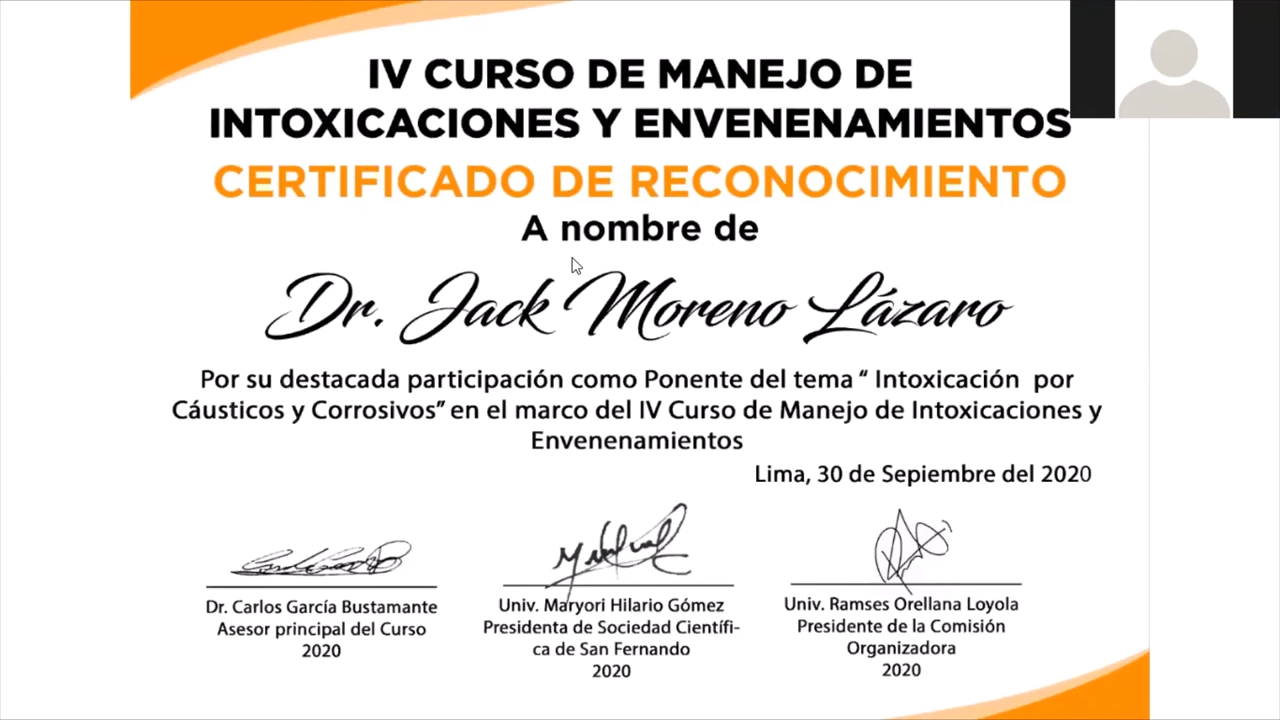 IV CURSO DE MANEJO DE
INTOXICACIONES Y ENVENENAMIENTOS
CERTIFICADO DE RECONOCIMIENTO
A nombre de
Dr. Jack Moreno Lázaro
Por su destacada participación como Ponente del tema “ Intoxicación por
Cáusticos y Corrosivos” en el marco del IV Curso de Manejo de Intoxicaciones y
Envenenamientos
Lima, 30 de Sepiembre del 2020
Dr. Carlos García Bustamante
Asesor principal del Curso
2020
Univ. Maryori Hilario Gómez
Presidenta de Sociedad Científi-
ca de San Fernando
2020
Univ. Ramses Orellana Loyola
Presidente de la Comisión
Organizadora
2020